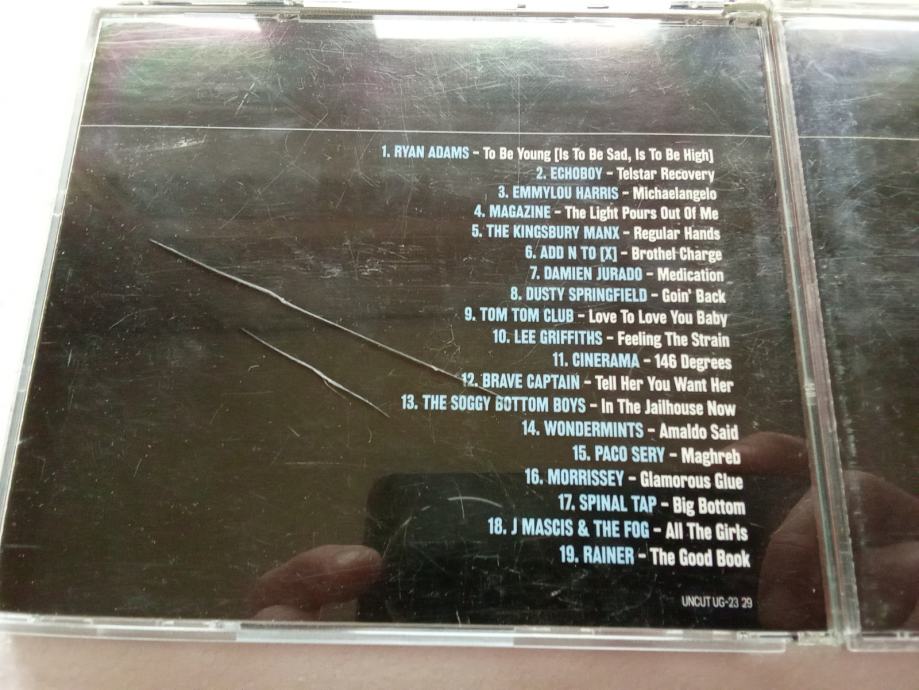 1. RYAN ADAMS – To Be Young [Is To Be Sad, Is To Be High]
2. ECHOBOY – Telstar Recovery
3. EMMYLOU HARRIS – Michaelangelo
4. MAGAZINE – The Light Pours Out Of Me
5. THE KINGSBURY MANX – Regular Hands
6. ADD N TO [X] – Brothel Charge
7. DAMIEN JURADO – Medication
8. DUSTY SPRINGFIELD – Goin' Back
9. TOM TOM CLUB – Love To Love You Baby
10. LEE GRIFFITHS – Feeling The Strain
11. CINERAMA – 146 Degrees
12. BRAVE CAPTAIN – Tell Her You Want Her
13. THE SOGGY BOTTOM BOYS – In The Jailhouse Now
14. WONDERMINTS – Arnaldo Said
15. PACO SERY – Maghreb
16. MORRISSEY – Glamorous Glue
17. SPINAL TAP – Big Bottom
18. J MASCIS & THE FOG – All The Girls
19. RAINER – The Good Book
UNCUT UG-23 29